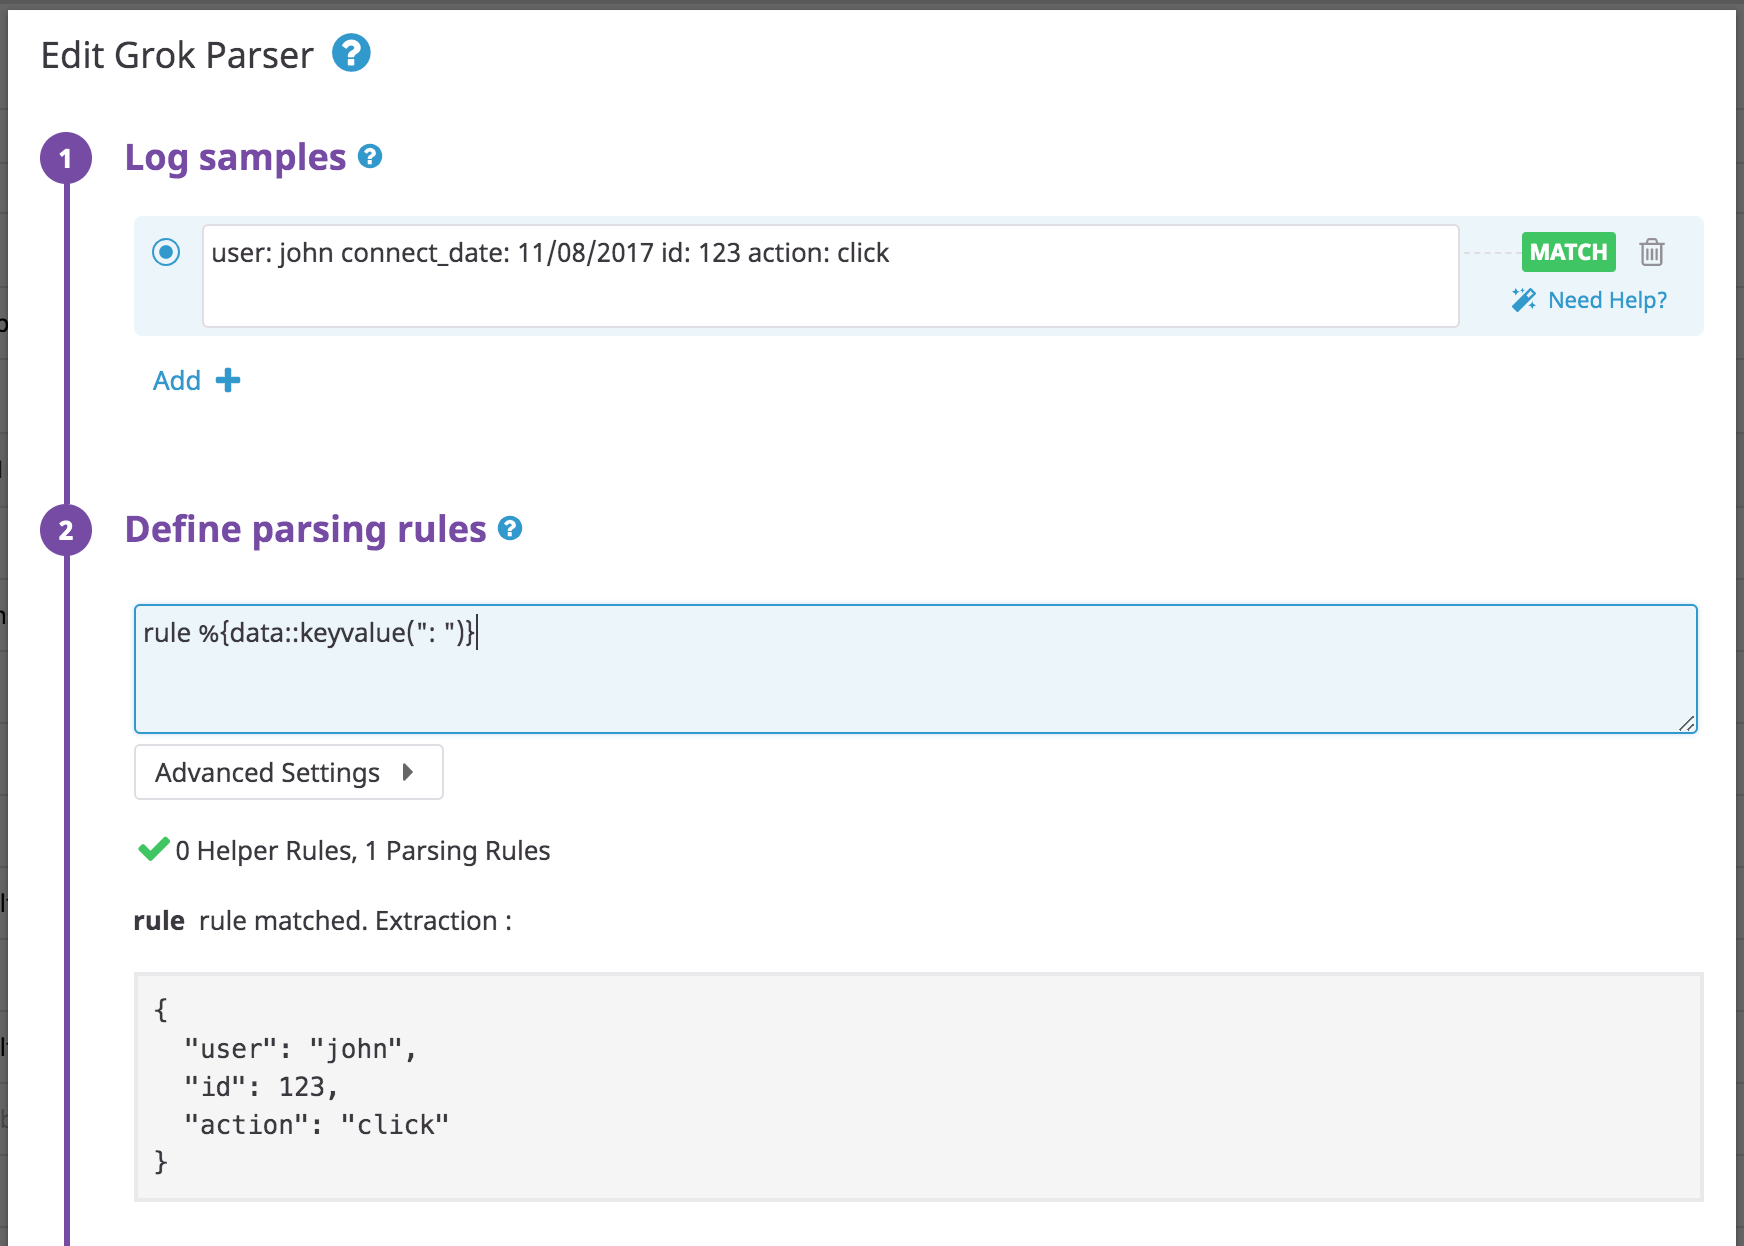 Edit Grok Parser ?
1 Log samples ?
user: john connect_date: 11/08/2017 id: 123 action: click
MATCH
Need Help?
Add +
2 Define parsing rules ?
rule %{data::keyvalue(": ")}
Advanced Settings
0 Helper Rules, 1 Parsing Rules
rule rule matched. Extraction :
{
"user": "john",
"id": 123,
"action": "click"
}